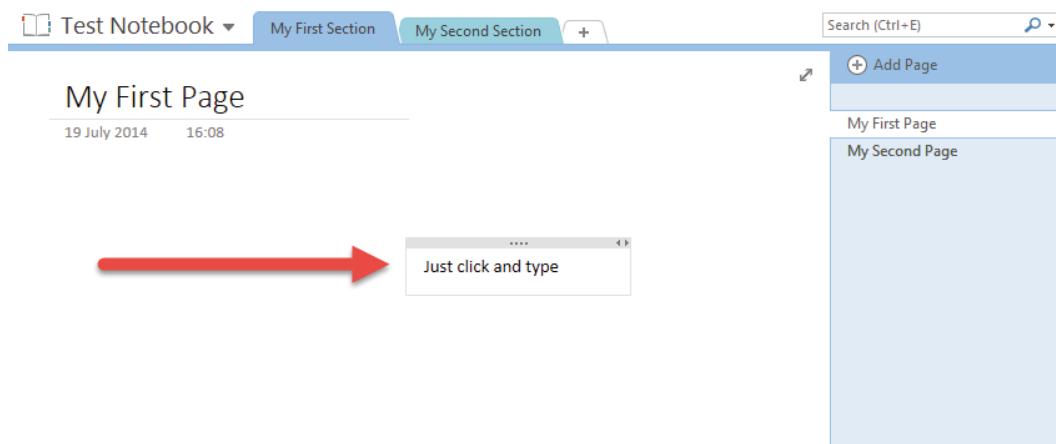 Test Notebook
My First Section
My Second Section
+
Search (Ctrl+E)
Add Page
My First Page
19 July 2014 16:08
My First Page
My Second Page
Just click and type